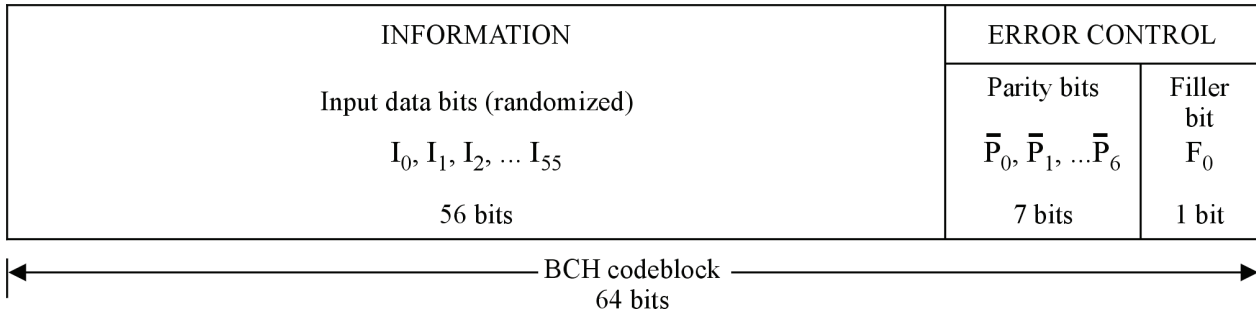 INFORMATION
Input data bits (randomized)
I₀, I₁, I₂, ... I₅₅
56 bits
ERROR CONTROL
Parity bits
P̅₀, P̅₁, ...P̅₆
7 bits
Filler
bit
F₀
1 bit
BCH codeblock
64 bits